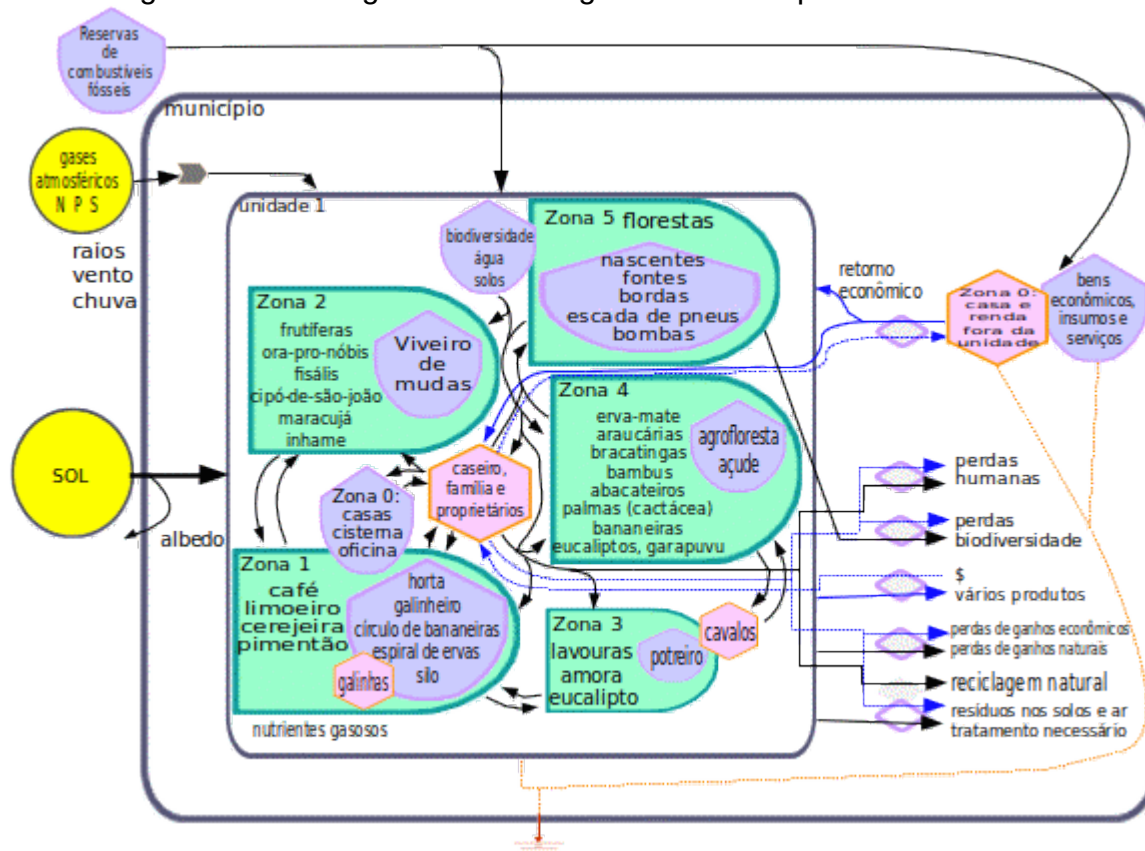 Reservas
de
combustíveis
fósseis
município
gases
atmosféricos
N P S
raios
vento
chuva
SOL
albedo
unidade 1
biodiversidade
água
solos
Zona 5 florestas
nascentes
fontes
bordas
escada de pneus
bombas
Zona 2
frutíferas
ora-pro-nóbis
fisális
cipó-de-são-joão
maracujá
inhame
Viveiro
de
mudas
Zona 4
erva-mate
araucárias
bracatingas
bambus
abacateiros
palmas (cactácea)
bananeiras
eucaliptos, garapuvu
agrofloresta
açude
caseiro,
família e
proprietários
Zona 0:
casas
cisterna
oficina
Zona 1
café
limoeiro
cerejeira
pimentão
horta
galinheiro
círculo de bananeiras
espiral de ervas
silo
galinhas
Zona 3
lavouras
amora
eucalipto
potreiro
cavalos
nutrientes gasosos
retorno
econômico
Zona 0:
casa e
renda
fora da
unidade
bens
econômicos,
insumos e
serviços
perdas
humanas
perdas
biodiversidade
$
vários produtos
perdas de ganhos econômicos
perdas de ganhos naturais
reciclagem natural
resíduos nos solos e ar
tratamento necessário